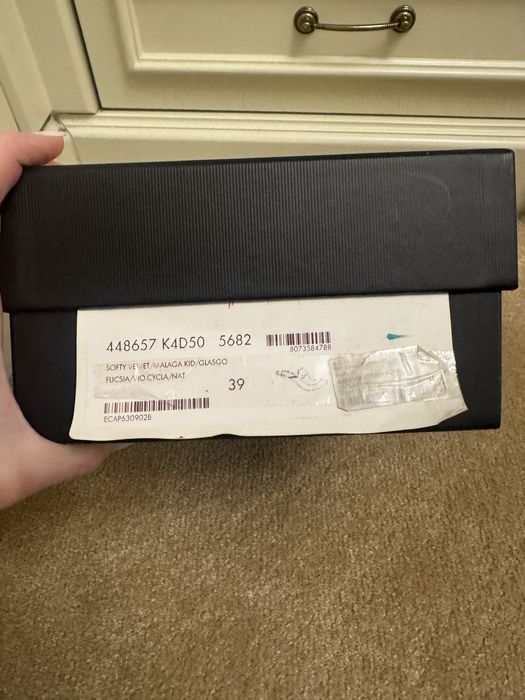 448657 K4D50 5682
8073584788
SOFTY VELVET/MALAGA KID/GLASGO
FUCSIA/VIO.CYCLA/NAT
39
ECAP630902B